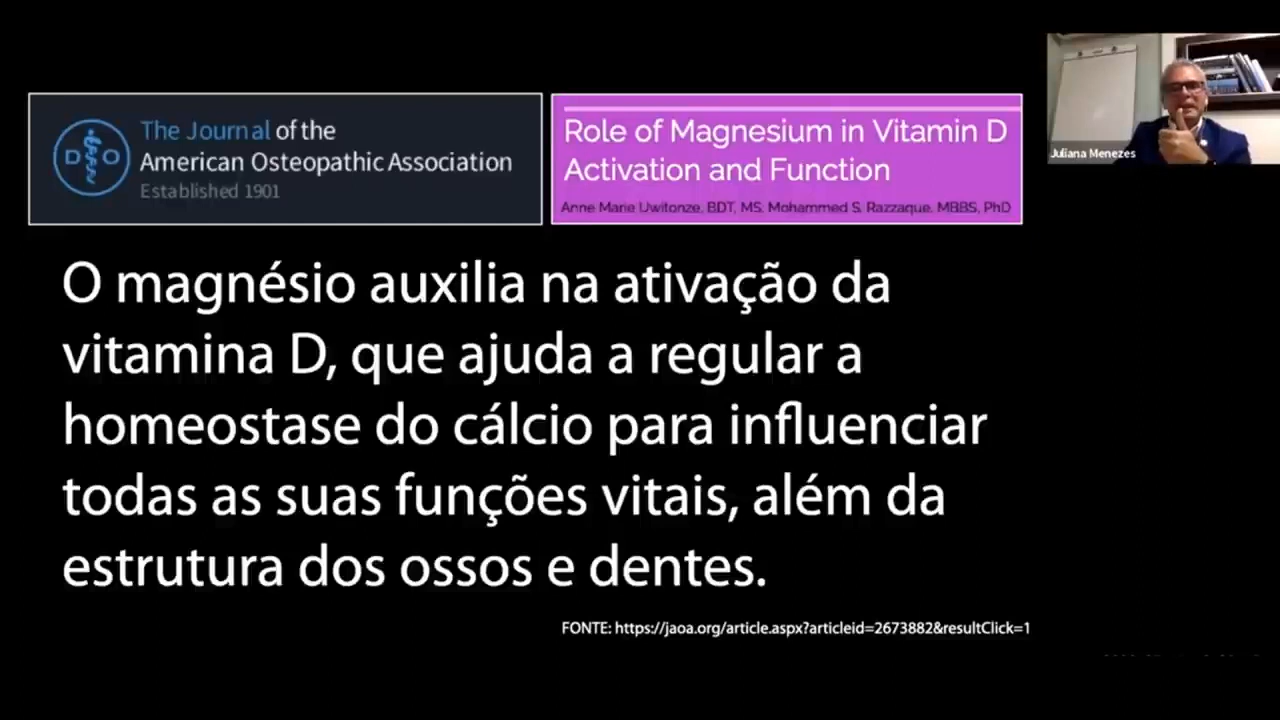 The Journal of the
American Osteopathic Association
Established 1901
D O
Role of Magnesium in Vitamin D
Activation and Function
Anne Marie Uwitonze, BDT, MS, Mohammed S. Razzaque, MBBS, PhD
Juliana Menezes
O magnésio auxilia na ativação da
vitamina D, que ajuda a regular a
homeostase do cálcio para influenciar
todas as suas funções vitais, além da
estrutura dos ossos e dentes.
FONTE: https://jaoa.org/article.aspx?articleid=2673882&resultClick=1